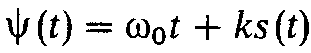 ψ(t) = ω₀t + ks(t)